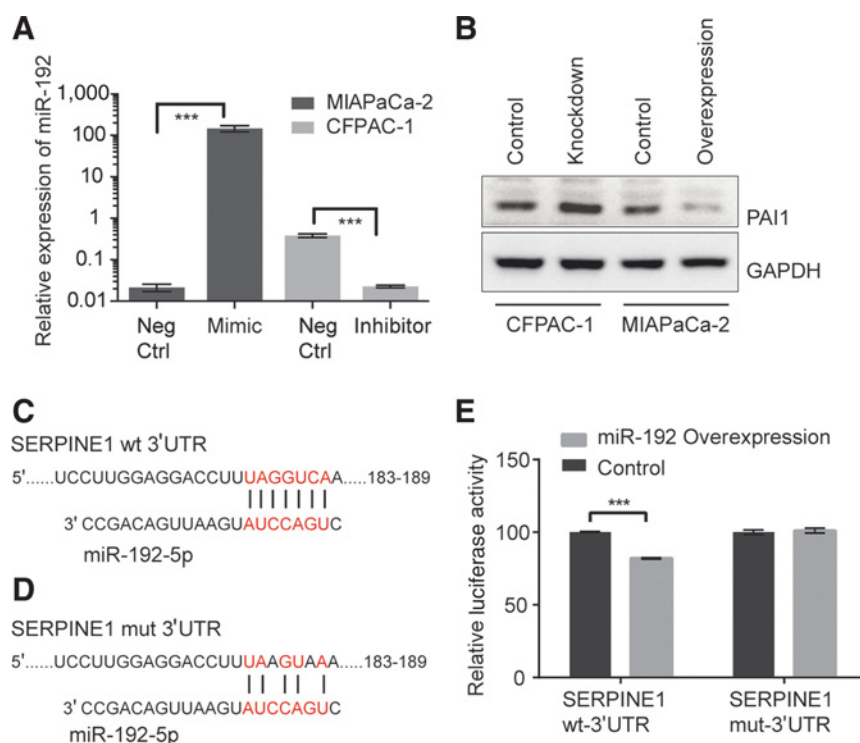 A
Relative expression of miR-192
1,000
100
10
1
0.1
0.01
***
***
MIAPaCa-2
CFPAC-1
Neg Ctrl
Mimic
Neg Ctrl
Inhibitor
B
Control
Knockdown
Control
Overexpression
PAI1
GAPDH
CFPAC-1
MIAPaCa-2
C
SERPINE1 wt 3'UTR
5'......UCCUUGGAGGACCUUUAGGUCAA.....183-189
3' CCGACAGUUAAGUAUCCAGUC
miR-192-5p
D
SERPINE1 mut 3'UTR
5'......UCCUUGGAGGACCUUUAAGUAAA.....183-189
3' CCGACAGUUAAGUAUCCAGUC
miR-192-5p
E
miR-192 Overexpression
Control
Relative luciferase activity
150
100
50
0
***
SERPINE1
wt-3'UTR
SERPINE1
mut-3'UTR